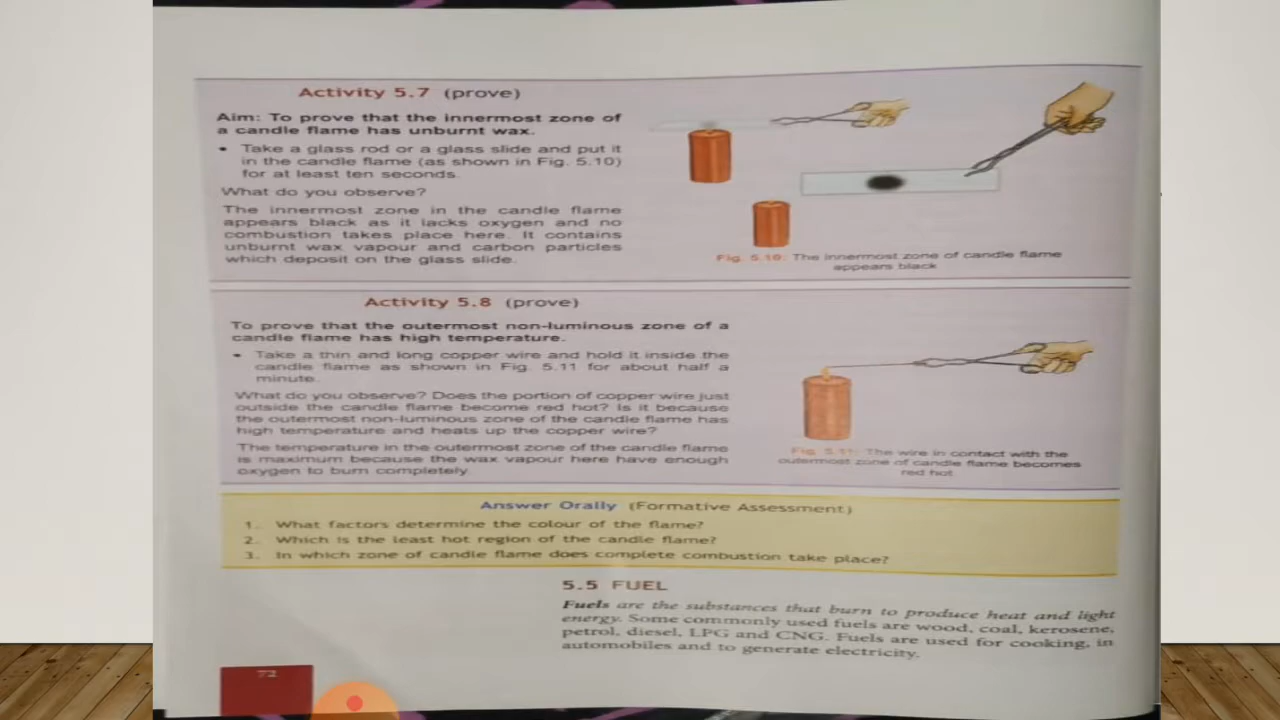 Activity 5.7 (prove)
Aim: To prove that the innermost zone of
a candle flame has unburnt wax.
• Take a glass rod or a glass slide and put it
in the candle flame (as shown in Fig. 5.10)
for at least ten seconds.
What do you observe?
The innermost zone in the candle flame
appears black as it lacks oxygen and no
combustion takes place here. It contains
unburnt wax vapour and carbon particles
which deposit on the glass slide.
Fig. 5.10: The innermost zone of candle flame
appears black
Activity 5.8 (prove)
To prove that the outermost non-luminous zone of a
candle flame has high temperature.
• Take a thin and long copper wire and hold it inside the
candle flame as shown in Fig. 5.11 for about half a
minute.
What do you observe? Does the portion of copper wire just
outside the candle flame become red hot? Is it because
the outermost non-luminous zone of the candle flame has
high temperature and heats up the copper wire?
The temperature in the outermost zone of the candle flame
is maximum because the wax vapour here have enough
oxygen to burn completely.
Fig. 5.11: The wire in contact with the
outermost zone of candle flame becomes
red hot
Answer Orally (Formative Assessment)
1. What factors determine the colour of the flame?
2. Which is the least hot region of the candle flame?
3. In which zone of candle flame does complete combustion take place?
5.5 FUEL
Fuels are the substances that burn to produce heat and light
energy. Some commonly used fuels are wood, coal, kerosene,
petrol, diesel, LPG and CNG. Fuels are used for cooking, in
automobiles and to generate electricity.
72